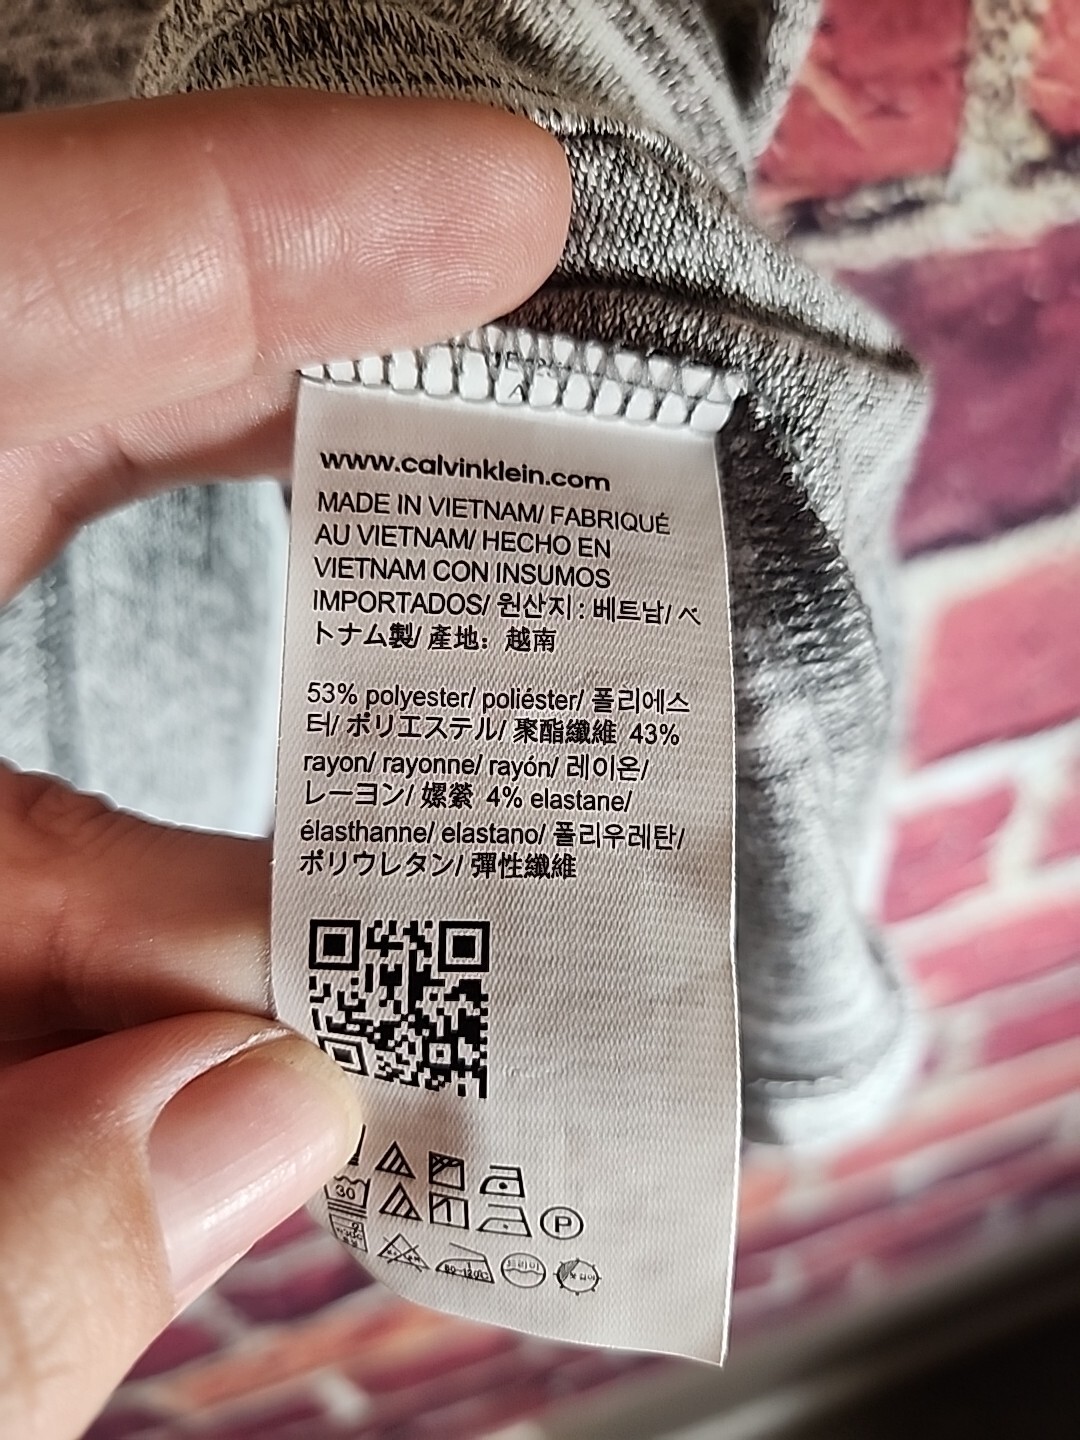 www.calvinklein.com
MADE IN VIETNAM/ FABRIQUÉ
AU VIETNAM/ HECHO EN
VIETNAM CON INSUMOS
IMPORTADOS/ 원산지 : 베트남/ ベ
トナム製/ 產地：越南
53% polyester/ poliéster/ 폴리에스
터/ ポリエステル/ 聚酯纖維 43%
rayon/ rayonne/ rayón/ 레이온/
レーヨン/ 嫘縈 4% elastane/
élasthanne/ elastano/ 폴리우레탄/
ポリウレタン/ 彈性纖維
30
P
80-120℃